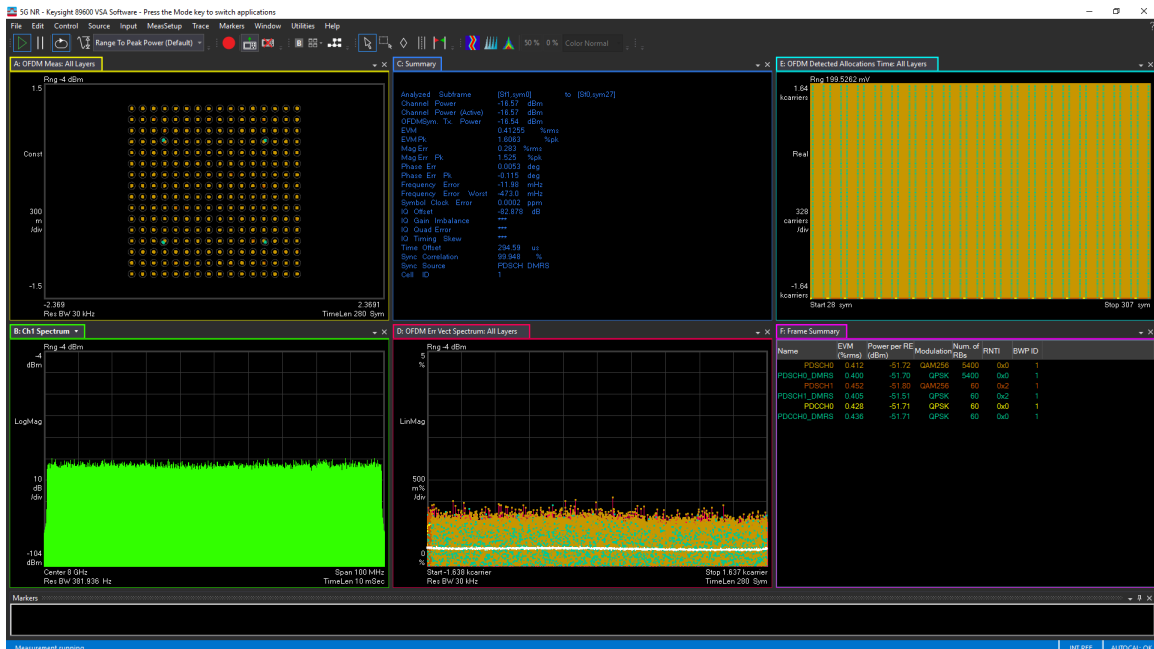 5G NR - Keysight 89600 VSA Software - Press the Mode key to switch applications
File Edit Control Source Input MeasSetup Trace Markers Window Utilities Help
Range To Peak Power (Default) 50 % 0 % Color Normal
A: OFDM Meas: All Layers
Rng -4 dBm
1.5
Const
300
m
/div
-1.5
-2.369 2.3691
Res BW 30 kHz TimeLen 280 Sym
C: Summary
Analyzed Subframe [Sf1,sym0] to [Sf0,sym27]
Channel Power -16.57 dBm
Channel Power (Active) -16.57 dBm
OFDMSym. Tx. Power -16.54 dBm
EVM 0.41255 %rms
EVM Pk 1.6063 %pk
Mag Err 0.283 %rms
Mag Err Pk 1.525 %pk
Phase Err 0.0053 deg
Phase Err Pk -0.115 deg
Frequency Error -11.98 mHz
Frequency Error Worst -473.0 mHz
Symbol Clock Error 0.0002 ppm
IQ Offset -82.878 dB
IQ Gain Imbalance ***
IQ Quad Error ***
IQ Timing Skew ***
Time Offset 294.59 us
Sync Correlation 99.948 %
Sync Source PDSCH DMRS
Cell ID 1
E: OFDM Detected Allocations Time: All Layers
Rng 199.5262 mV
1.64
kcarriers
Real
328
carriers
/div
-1.64
kcarriers
Start 28 sym Stop 307 sym
B: Ch1 Spectrum
Rng -4 dBm
-4
dBm
LogMag
10
dB
/div
-104
dBm
Center 8 GHz Span 100 MHz
Res BW 381.936 Hz TimeLen 10 mSec
D: OFDM Err Vect Spectrum: All Layers
Rng -4 dBm
5
%
LinMag
500
m%
/div
0
%
Start -1.638 kcarrier Stop 1.637 kcarrier
Res BW 30 kHz TimeLen 280 Sym
F: Frame Summary
Name EVM (%rms) Power per RE (dBm) Modulation Num. of RBs RNTI BWP ID
PDSCH0 0.412 -51.72 QAM256 5400 0x0 1
PDSCH0_DMRS 0.400 -51.70 QPSK 5400 0x0 1
PDSCH1 0.452 -51.80 QAM256 60 0x2 1
PDSCH1_DMRS 0.405 -51.51 QPSK 60 0x2 1
PDCCH0 0.428 -51.71 QPSK 60 0x0 1
PDCCH0_DMRS 0.436 -51.71 QPSK 60 0x0 1
Markers
Measurement running INT REF AUTOCAL: OK